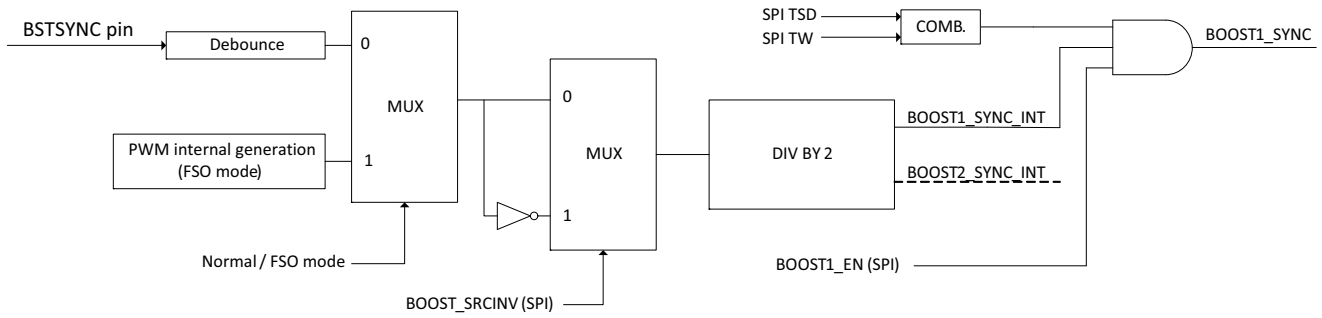 BSTSYNC pin
Debounce
0
MUX
1
PWM internal generation
(FSO mode)
Normal / FSO mode
0
MUX
1
BOOST_SRCINV (SPI)
DIV BY 2
SPI TSD
SPI TW
COMB.
BOOST1_SYNC
BOOST1_SYNC_INT
BOOST2_SYNC_INT
BOOST1_EN (SPI)